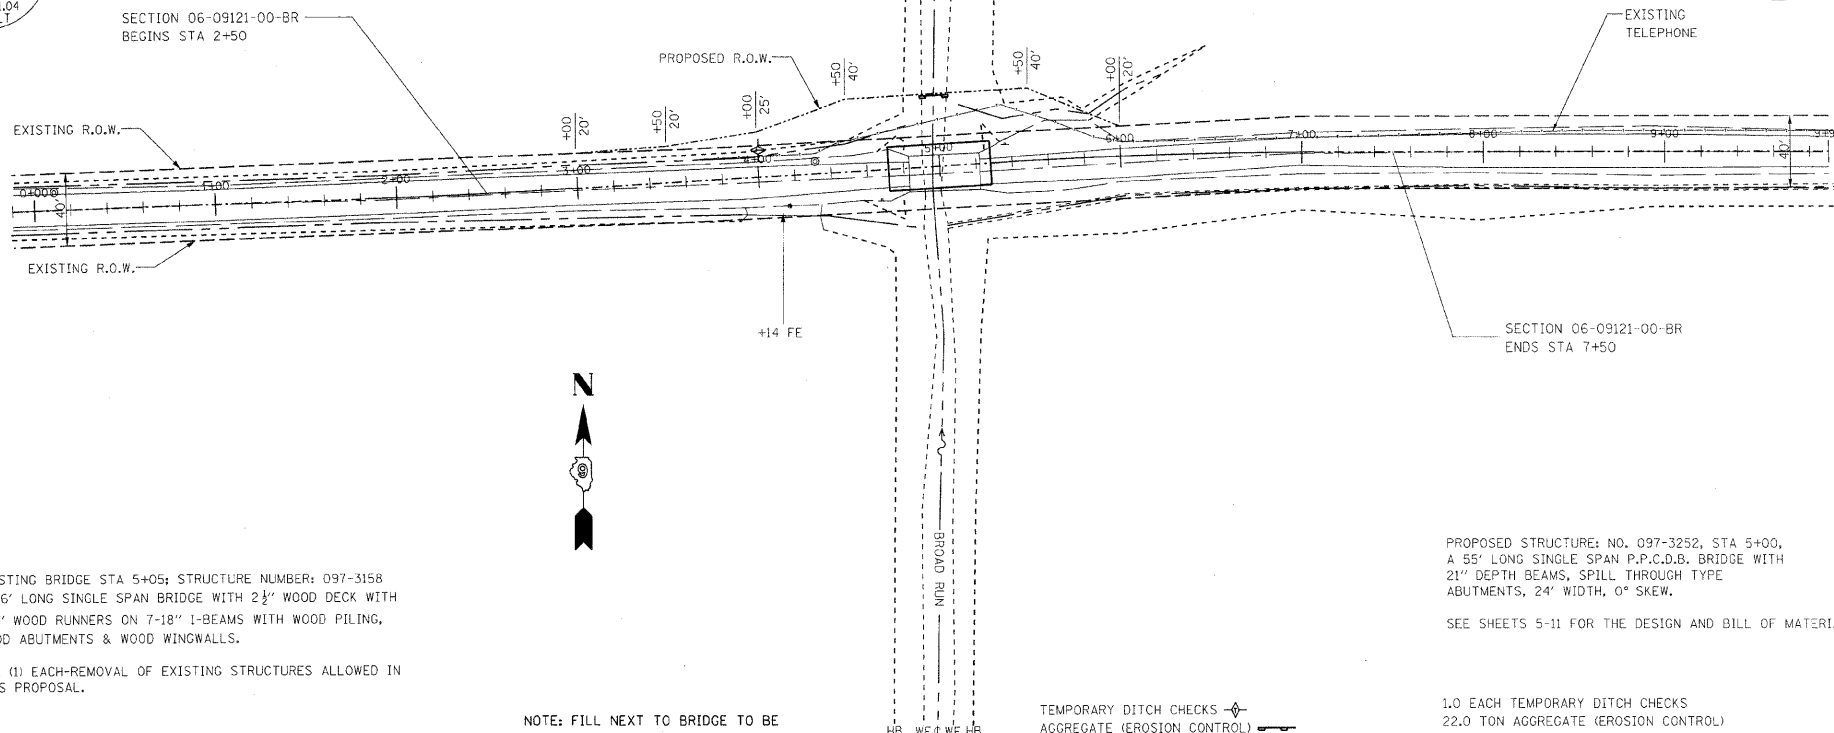 1.04
LT
SECTION 06-09121-00-BR
BEGINS STA 2+50
PROPOSED R.O.W.
+50
40'
+50
40'
+00
20'
EXISTING
TELEPHONE
EXISTING R.O.W.
+00
20'
+50
20'
+00
25'
0+00
1+00
2+00
3+00
4+00
5+00
6+00
7+00
8+00
9+00
40'
40'
EXISTING R.O.W.
+14 FE
SECTION 06-09121-00-BR
ENDS STA 7+50
N
BROAD RUN
STING BRIDGE STA 5+05; STRUCTURE NUMBER: 097-3158
6' LONG SINGLE SPAN BRIDGE WITH 2½" WOOD DECK WITH
" WOOD RUNNERS ON 7-18" I-BEAMS WITH WOOD PILING,
OD ABUTMENTS & WOOD WINGWALLS.
(1) EACH-REMOVAL OF EXISTING STRUCTURES ALLOWED IN
S PROPOSAL.
PROPOSED STRUCTURE: NO. 097-3252, STA 5+00,
A 55' LONG SINGLE SPAN P.P.C.D.B. BRIDGE WITH
21" DEPTH BEAMS, SPILL THROUGH TYPE
ABUTMENTS, 24' WIDTH, 0° SKEW.
SEE SHEETS 5-11 FOR THE DESIGN AND BILL OF MATERI
NOTE: FILL NEXT TO BRIDGE TO BE
TEMPORARY DITCH CHECKS
AGGREGATE (EROSION CONTROL)
1.0 EACH TEMPORARY DITCH CHECKS
22.0 TON AGGREGATE (EROSION CONTROL)
HB WE ℄ WE HB